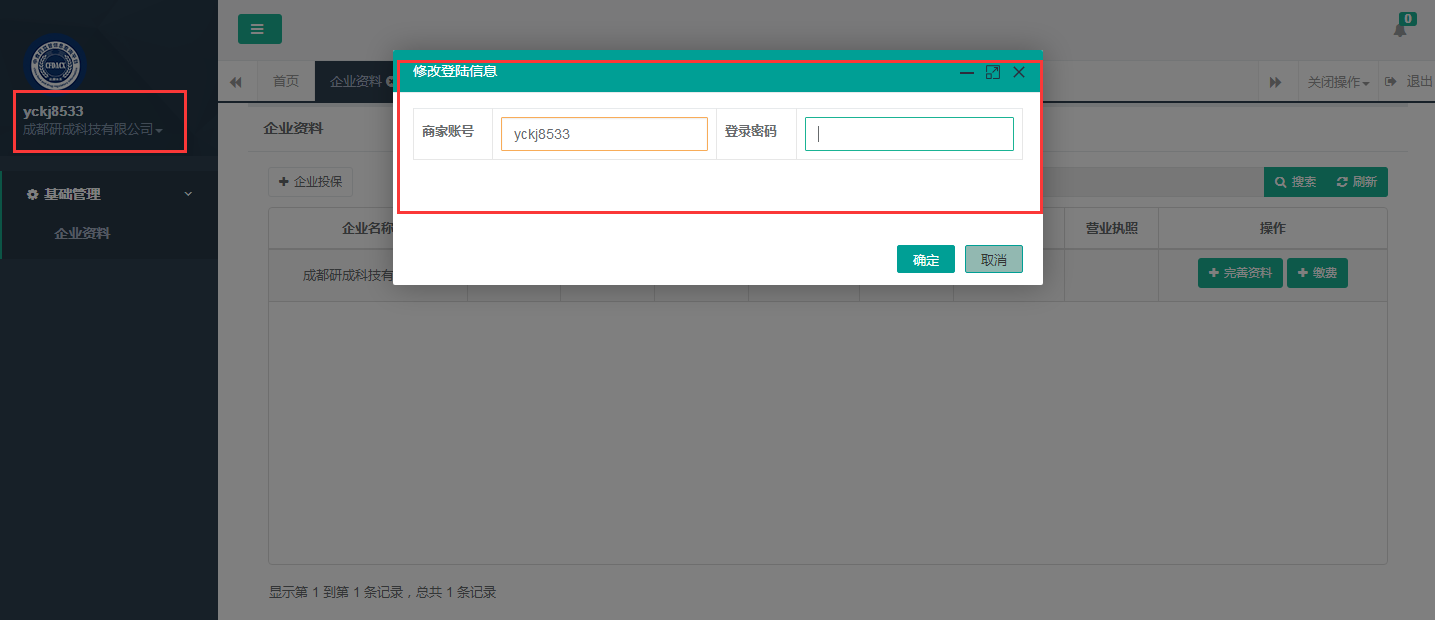 0
CFDACX
yckj8533
成都研成科技有限公司
基础管理
企业资料
首页
企业资料
关闭操作
退出
修改登陆信息
商家账号
yckj8533
登录密码
确定
取消
企业资料
企业投保
搜索
刷新
企业名称
营业执照
操作
成都研成科技有
完善资料
缴费
显示第 1 到第 1 条记录，总共 1 条记录